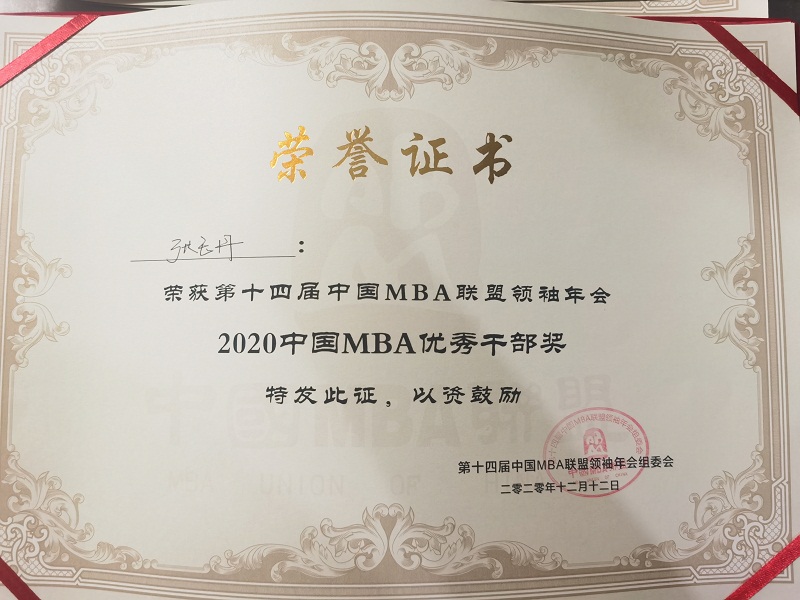 荣誉证书
张云丹：
荣获第十四届中国MBA联盟领袖年会
2020中国MBA优秀干部奖
特发此证，以资鼓励
第十四届中国MBA联盟领袖年会组委会
二零二零年十二月十二日